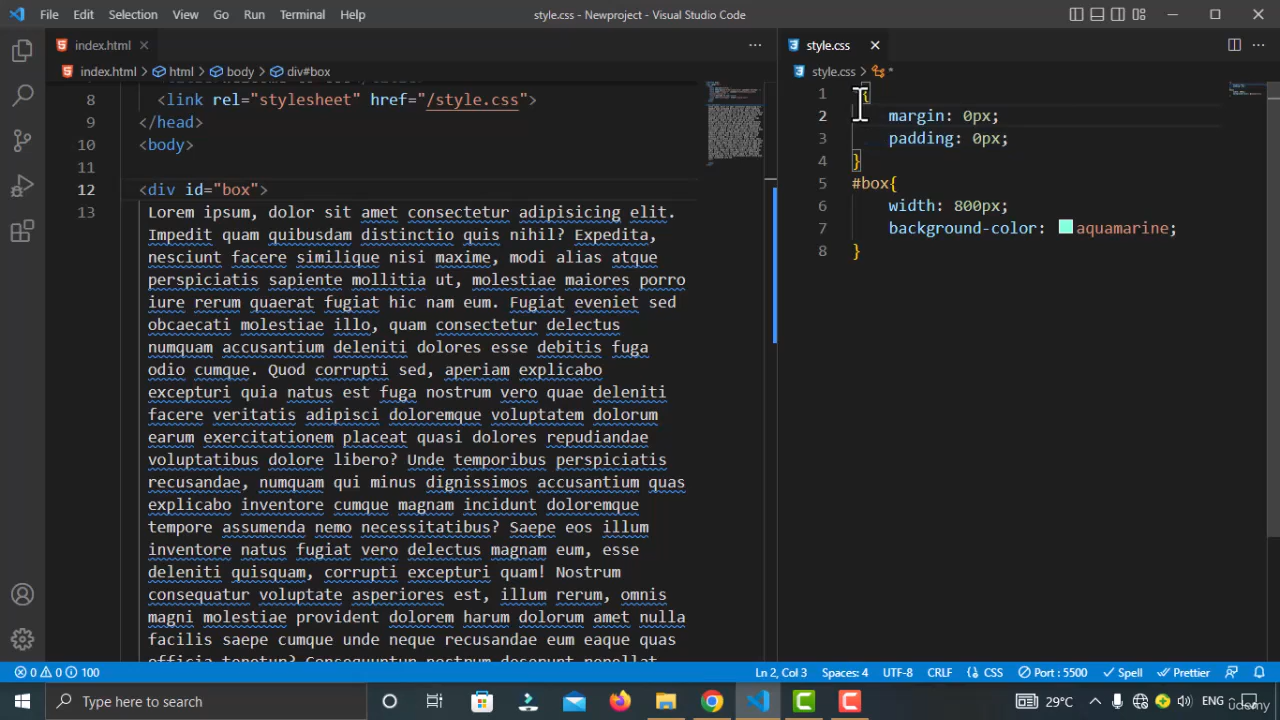 File Edit Selection View Go Run Terminal Help
style.css - Newproject - Visual Studio Code
index.html
index.html > html > body > div#box
8 <link rel="stylesheet" href="/style.css">
9 </head>
10 <body>
11
12 <div id="box">
13 Lorem ipsum, dolor sit amet consectetur adipisicing elit.
Impedit quam quibusdam distinctio quis nihil? Expedita,
nesciunt facere similique nisi maxime, modi alias atque
perspiciatis sapiente mollitia ut, molestiae maiores porro
iure rerum quaerat fugiat hic nam eum. Fugiat eveniet sed
obcaecati molestiae illo, quam consectetur delectus
numquam accusantium deleniti dolores esse debitis fuga
odio cumque. Quod corrupti sed, aperiam explicabo
excepturi quia natus est fuga nostrum vero quae deleniti
facere veritatis adipisci doloremque voluptatem dolorum
earum exercitationem placeat quasi dolores repudiandae
voluptatibus dolore libero? Unde temporibus perspiciatis
recusandae, numquam qui minus dignissimos accusantium quas
explicabo inventore cumque magnam incidunt doloremque
tempore assumenda nemo necessitatibus? Saepe eos illum
inventore natus fugiat vero delectus magnam eum, esse
deleniti quisquam, corrupti excepturi quam! Nostrum
consequatur voluptate asperiores est, illum rerum, omnis
magni molestiae provident dolorem harum dolorum amet nulla
facilis saepe cumque unde neque recusandae eum eaque quas
style.css
style.css > *
1 {
2 margin: 0px;
3 padding: 0px;
4 }
5 #box{
6 width: 800px;
7 background-color: aquamarine;
8 }
0 0 100
Ln 2, Col 3 Spaces: 4 UTF-8 CRLF {} CSS Port : 5500 Spell Prettier
Type here to search
29°C ENG
Udemy